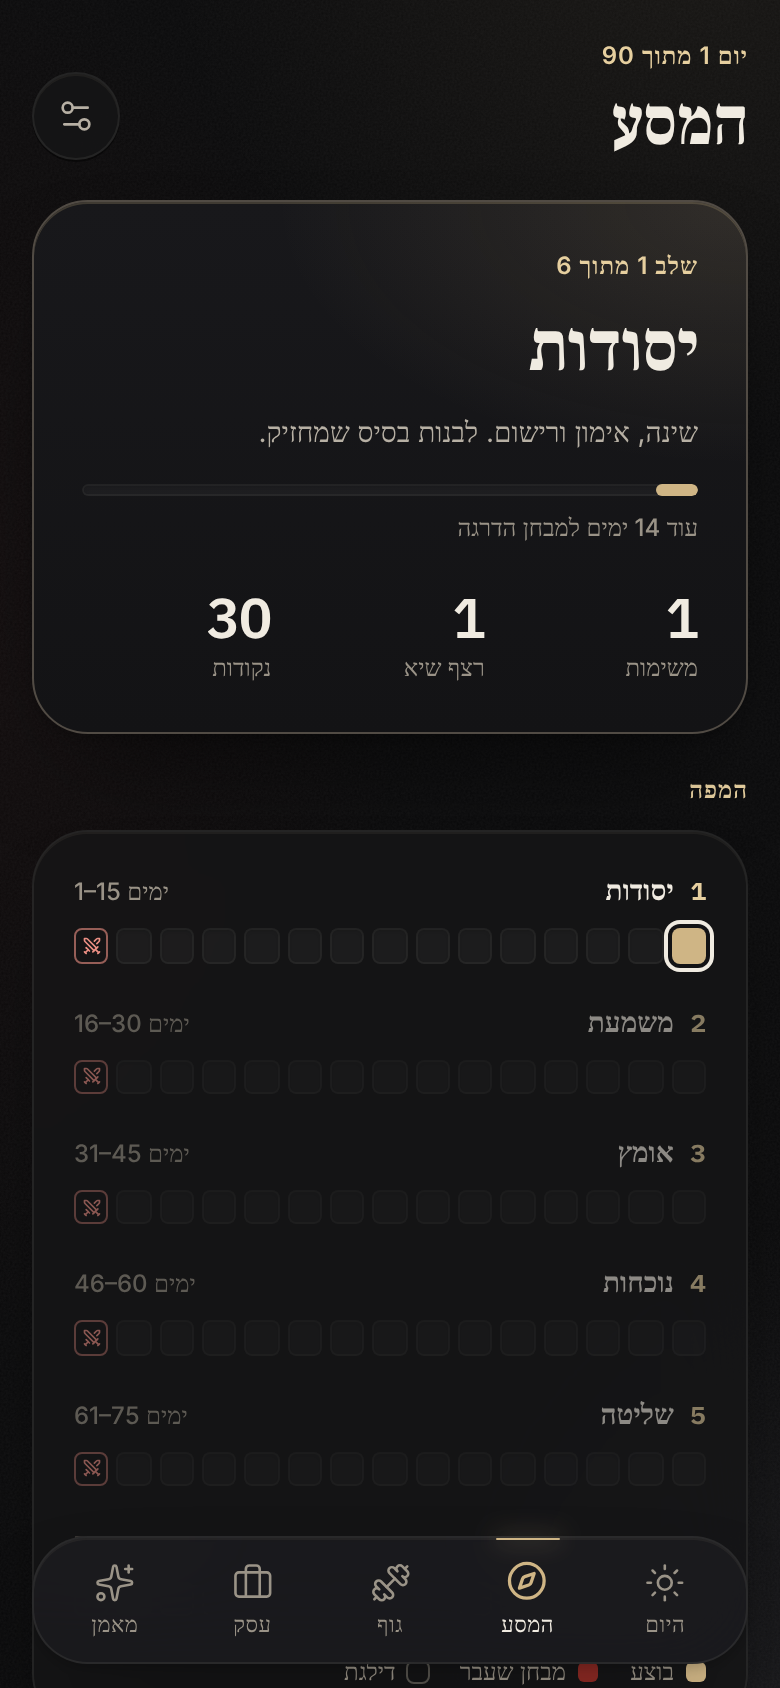 יום 1 מתוך 90
המסע
שלב 1 מתוך 6
יסודות
שינה, אימון ורישום. לבנות בסיס שמחזיק.
עוד 14 ימים למבחן הדרגה
1 1 30
משימות רצף שיא נקודות
המפה
1 יסודות ימים 1–15
2 משמעת ימים 16–30
3 אומץ ימים 31–45
4 נוכחות ימים 46–60
5 שליטה ימים 61–75
היום המסע גוף עסק מאמן
בוצע מבחן שעבר דילגת